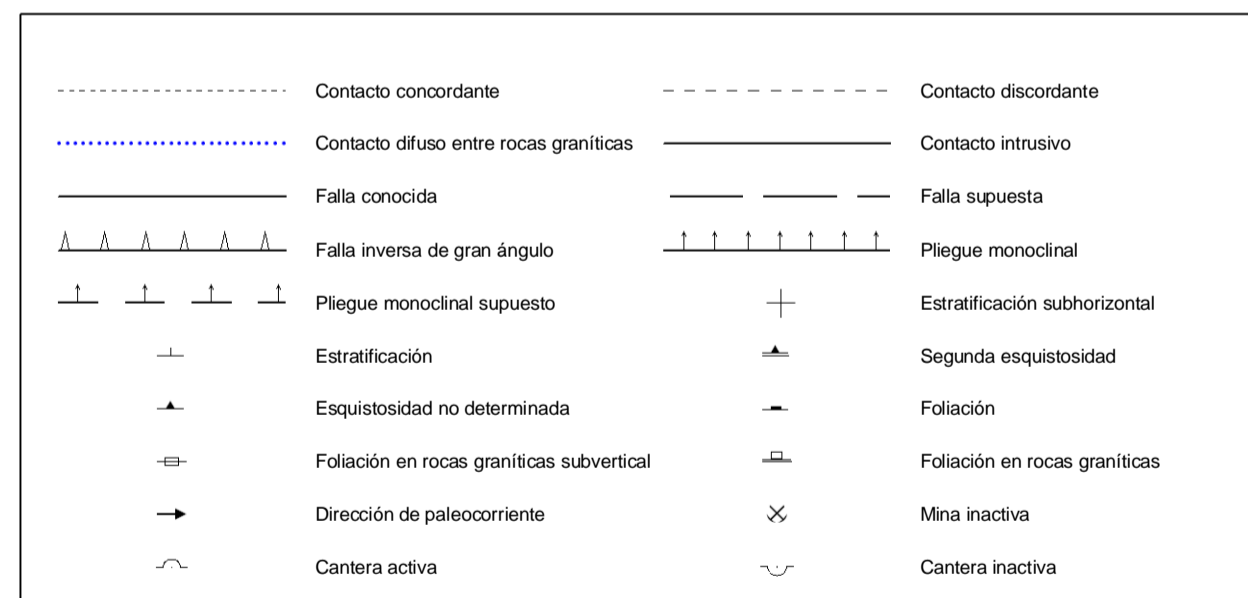 Contacto concordante
Contacto discordante
Contacto difuso entre rocas graníticas
Contacto intrusivo
Falla conocida
Falla supuesta
Falla inversa de gran ángulo
Pliegue monoclinal
Pliegue monoclinal supuesto
Estratificación subhorizontal
Estratificación
Segunda esquistosidad
Esquistosidad no determinada
Foliación
Foliación en rocas graníticas subvertical
Foliación en rocas graníticas
Dirección de paleocorriente
Mina inactiva
Cantera activa
Cantera inactiva